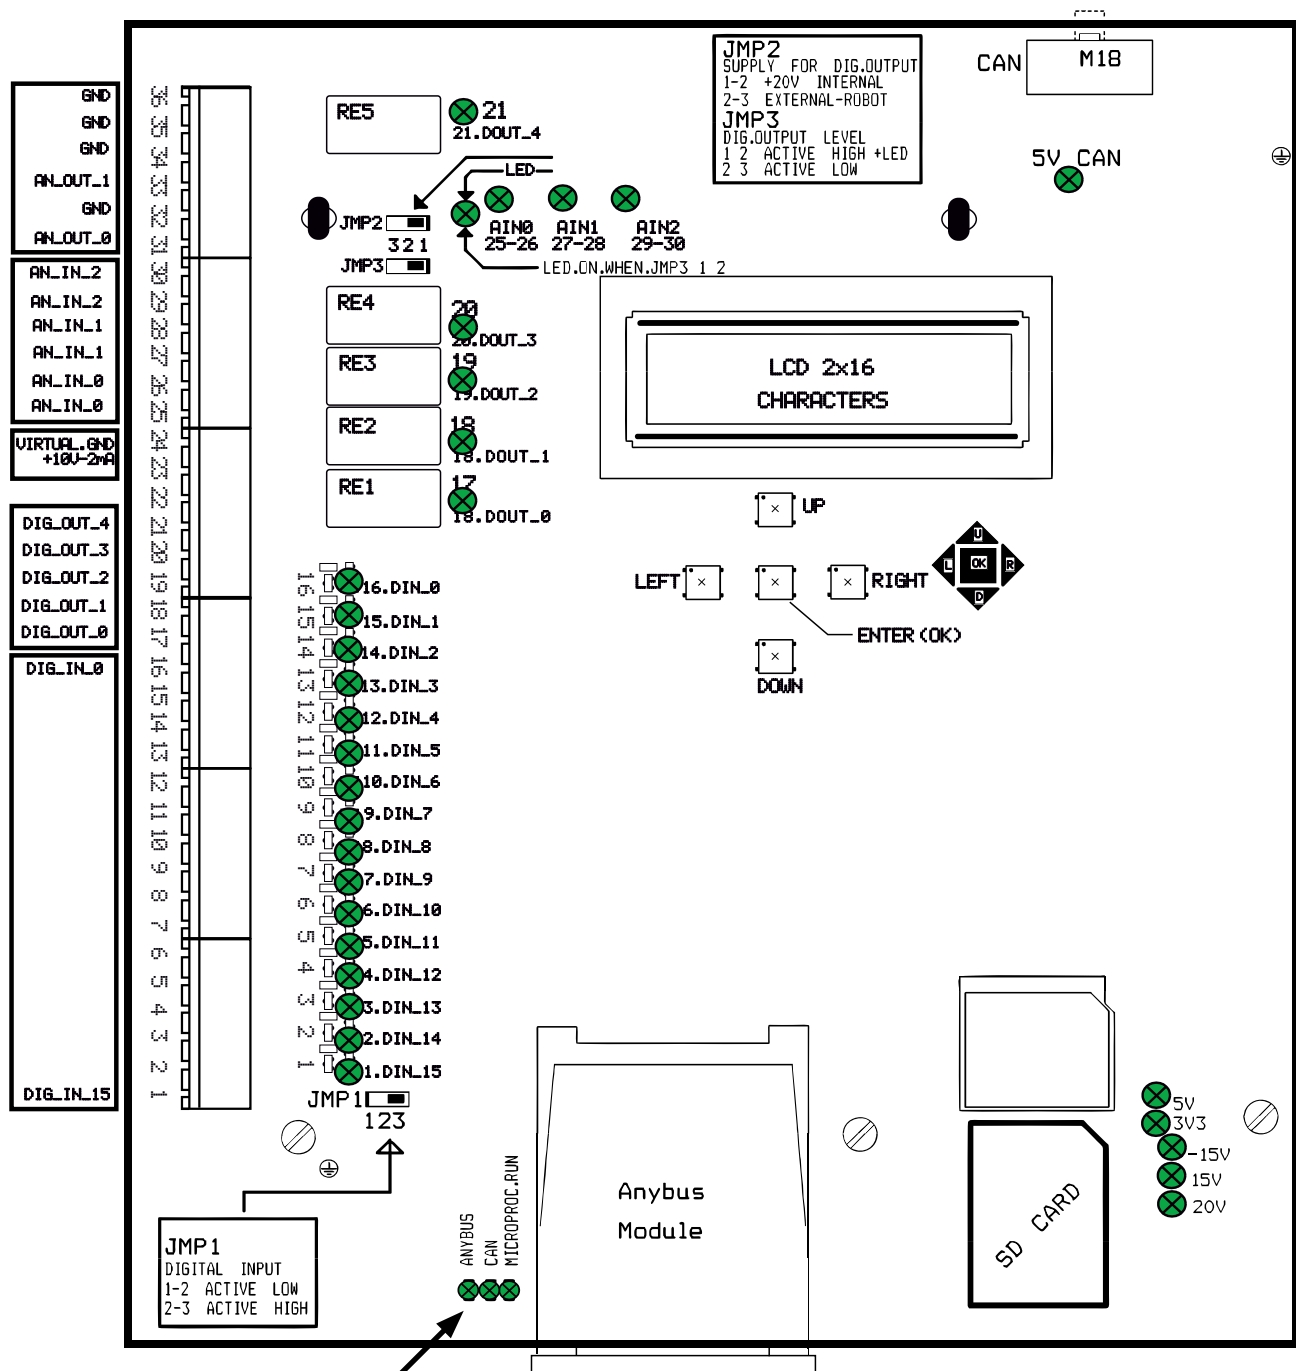 JMP2
SUPPLY FOR DIG.OUTPUT
1-2 +20V INTERNAL
2-3 EXTERNAL-ROBOT
JMP3
DIG.OUTPUT LEVEL
1 2 ACTIVE HIGH +LED
2 3 ACTIVE LOW
CAN
M18
5V CAN
GND
GND
GND
AN_OUT_1
GND
AN_OUT_0
AN_IN_2
AN_IN_2
AN_IN_1
AN_IN_1
AN_IN_0
AN_IN_0
VIRTUAL.GND
+10V-2mA
DIG_OUT_4
DIG_OUT_3
DIG_OUT_2
DIG_OUT_1
DIG_OUT_0
DIG_IN_0
DIG_IN_15
36
35
34
33
32
31
30
29
28
27
26
25
24
23
22
21
20
19
18
17
16
15
14
13
12
11
10
9
8
7
6
5
4
3
2
1
RE5
21
21.DOUT_4
LED
JMP2
321
JMP3
AIN0
25-26
AIN1
27-28
AIN2
29-30
LED.ON.WHEN.JMP3 1 2
RE4
20
20.DOUT_3
RE3
19
19.DOUT_2
RE2
18
18.DOUT_1
RE1
17
18.DOUT_0
LCD 2x16
CHARACTERS
UP
LEFT
RIGHT
ENTER(OK)
DOWN
U
L
OK
R
D
16
16.DIN_0
15
15.DIN_1
14
14.DIN_2
13
13.DIN_3
12
12.DIN_4
11
11.DIN_5
10
10.DIN_6
9
9.DIN_7
8
8.DIN_8
7
7.DIN_9
6
6.DIN_10
5
5.DIN_11
4
4.DIN_12
3
3.DIN_13
2
2.DIN_14
1
1.DIN_15
JMP1
123
JMP1
DIGITAL INPUT
1-2 ACTIVE LOW
2-3 ACTIVE HIGH
ANYBUS
CAN
MICROPROC.RUN
Anybus
Module
SD CARD
5V
3V3
-15V
15V
20V